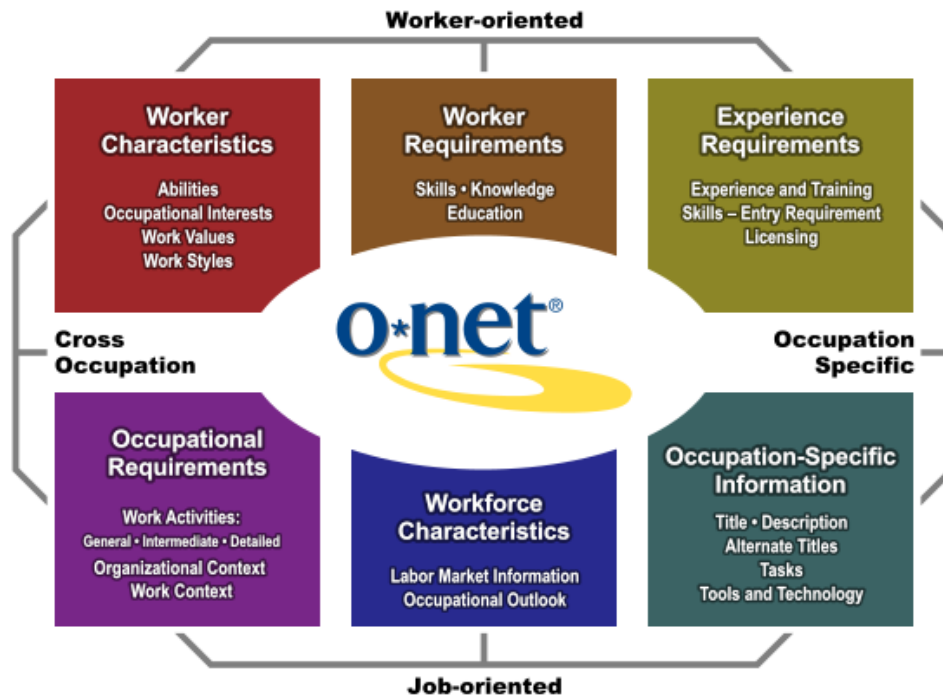 Worker-oriented
Worker
Characteristics
Abilities
Occupational Interests
Work Values
Work Styles
Worker
Requirements
Skills • Knowledge
Education
Experience
Requirements
Experience and Training
Skills – Entry Requirement
Licensing
Cross
Occupation
o*net®
Occupation
Specific
Occupational
Requirements
Work Activities:
General • Intermediate • Detailed
Organizational Context
Work Context
Workforce
Characteristics
Labor Market Information
Occupational Outlook
Occupation-Specific
Information
Title • Description
Alternate Titles
Tasks
Tools and Technology
Job-oriented